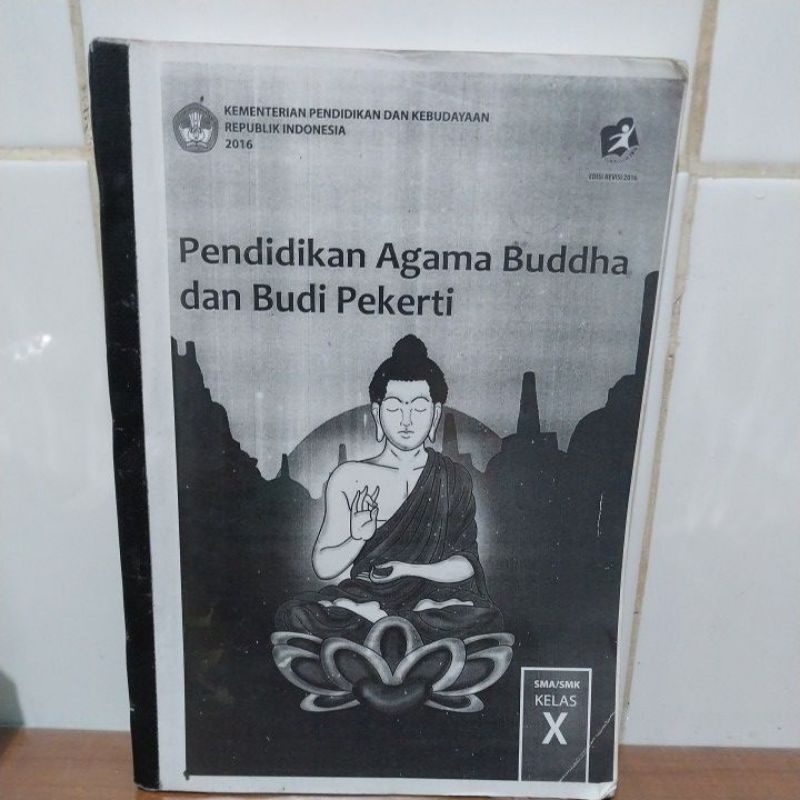 KEMENTERIAN PENDIDIKAN DAN KEBUDAYAAN
REPUBLIK INDONESIA
2016
EDISI REVISI 2016
Pendidikan Agama Buddha
dan Budi Pekerti
SMA/SMK
KELAS
X